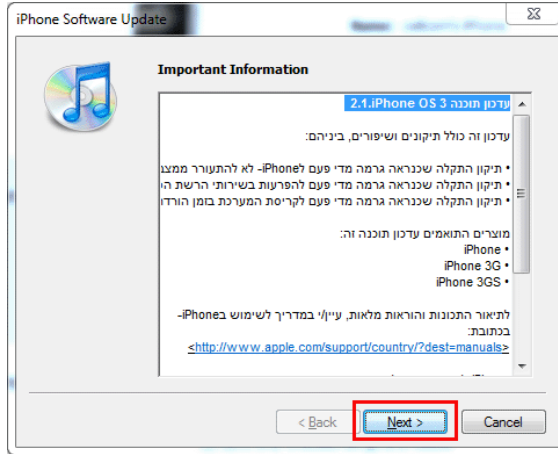 iPhone Software Update
Important Information
עדכון תוכנה 2.1.iPhone OS 3
עדכון זה כולל תיקונים ושיפורים, ביניהם:
• תיקון התקלה שכנראה גרמה מדי פעם לiPhone- לא להתעורר ממצב
• תיקון התקלה שכנראה גרמה מדי פעם להפרעות בשירותי הרשת
• תיקון התקלה שכנראה גרמה מדי פעם לקריסת המערכת בזמן
מוצרים התואמים עדכון תוכנה זה:
• iPhone
• iPhone 3G
• iPhone 3GS
לתיאור התכונות והוראות מלאות, עיין/י במדריך לשימוש בiPhone-
בכתובת:
<http://www.apple.com/support/country/?dest=manuals>
< Back
Next >
Cancel